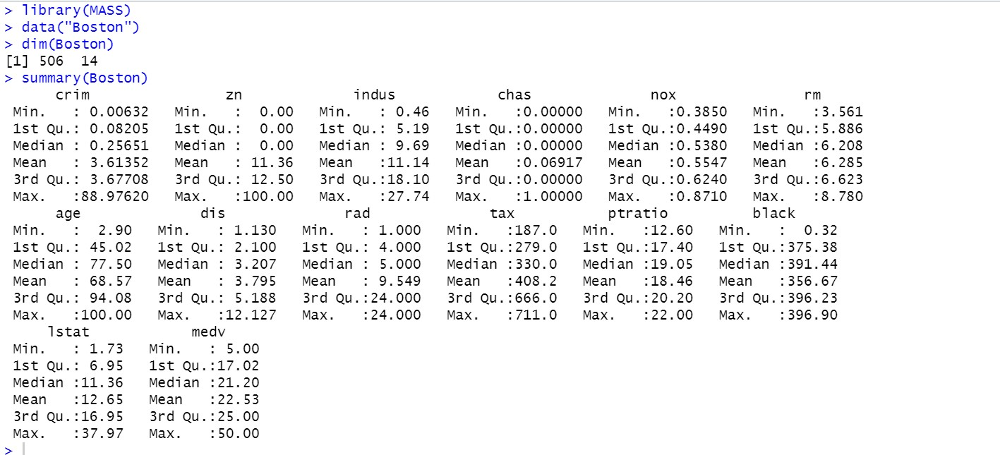 > library(MASS)
> data("Boston")
> dim(Boston)
[1] 506  14
> summary(Boston)
      crim                zn             indus            chas              nox               rm       
 Min.   : 0.00632   Min.   :  0.00   Min.   : 0.46   Min.   :0.00000   Min.   :0.3850   Min.   :3.561  
 1st Qu.: 0.08205   1st Qu.:  0.00   1st Qu.: 5.19   1st Qu.:0.00000   1st Qu.:0.4490   1st Qu.:5.886  
 Median : 0.25651   Median :  0.00   Median : 9.69   Median :0.00000   Median :0.5380   Median :6.208  
 Mean   : 3.61352   Mean   : 11.36   Mean   :11.14   Mean   :0.06917   Mean   :0.5547   Mean   :6.285  
 3rd Qu.: 3.67708   3rd Qu.: 12.50   3rd Qu.:18.10   3rd Qu.:0.00000   3rd Qu.:0.6240   3rd Qu.:6.623  
 Max.   :88.97620   Max.   :100.00   Max.   :27.74   Max.   :1.00000   Max.   :0.8710   Max.   :8.780  
      age              dis              rad              tax           ptratio          black       
 Min.   :  2.90   Min.   : 1.130   Min.   : 1.000   Min.   :187.0   Min.   :12.60   Min.   :  0.32  
 1st Qu.: 45.02   1st Qu.: 2.100   1st Qu.: 4.000   1st Qu.:279.0   1st Qu.:17.40   1st Qu.:375.38  
 Median : 77.50   Median : 3.207   Median : 5.000   Median :330.0   Median :19.05   Median :391.44  
 Mean   : 68.57   Mean   : 3.795   Mean   : 9.549   Mean   :408.2   Mean   :18.46   Mean   :356.67  
 3rd Qu.: 94.08   3rd Qu.: 5.188   3rd Qu.:24.000   3rd Qu.:666.0   3rd Qu.:20.20   3rd Qu.:396.23  
 Max.   :100.00   Max.   :12.127   Max.   :24.000   Max.   :711.0   Max.   :22.00   Max.   :396.90  
     lstat            medv      
 Min.   : 1.73   Min.   : 5.00  
 1st Qu.: 6.95   1st Qu.:17.02  
 Median :11.36   Median :21.20  
 Mean   :12.65   Mean   :22.53  
 3rd Qu.:16.95   3rd Qu.:25.00  
 Max.   :37.97   Max.   :50.00  
>